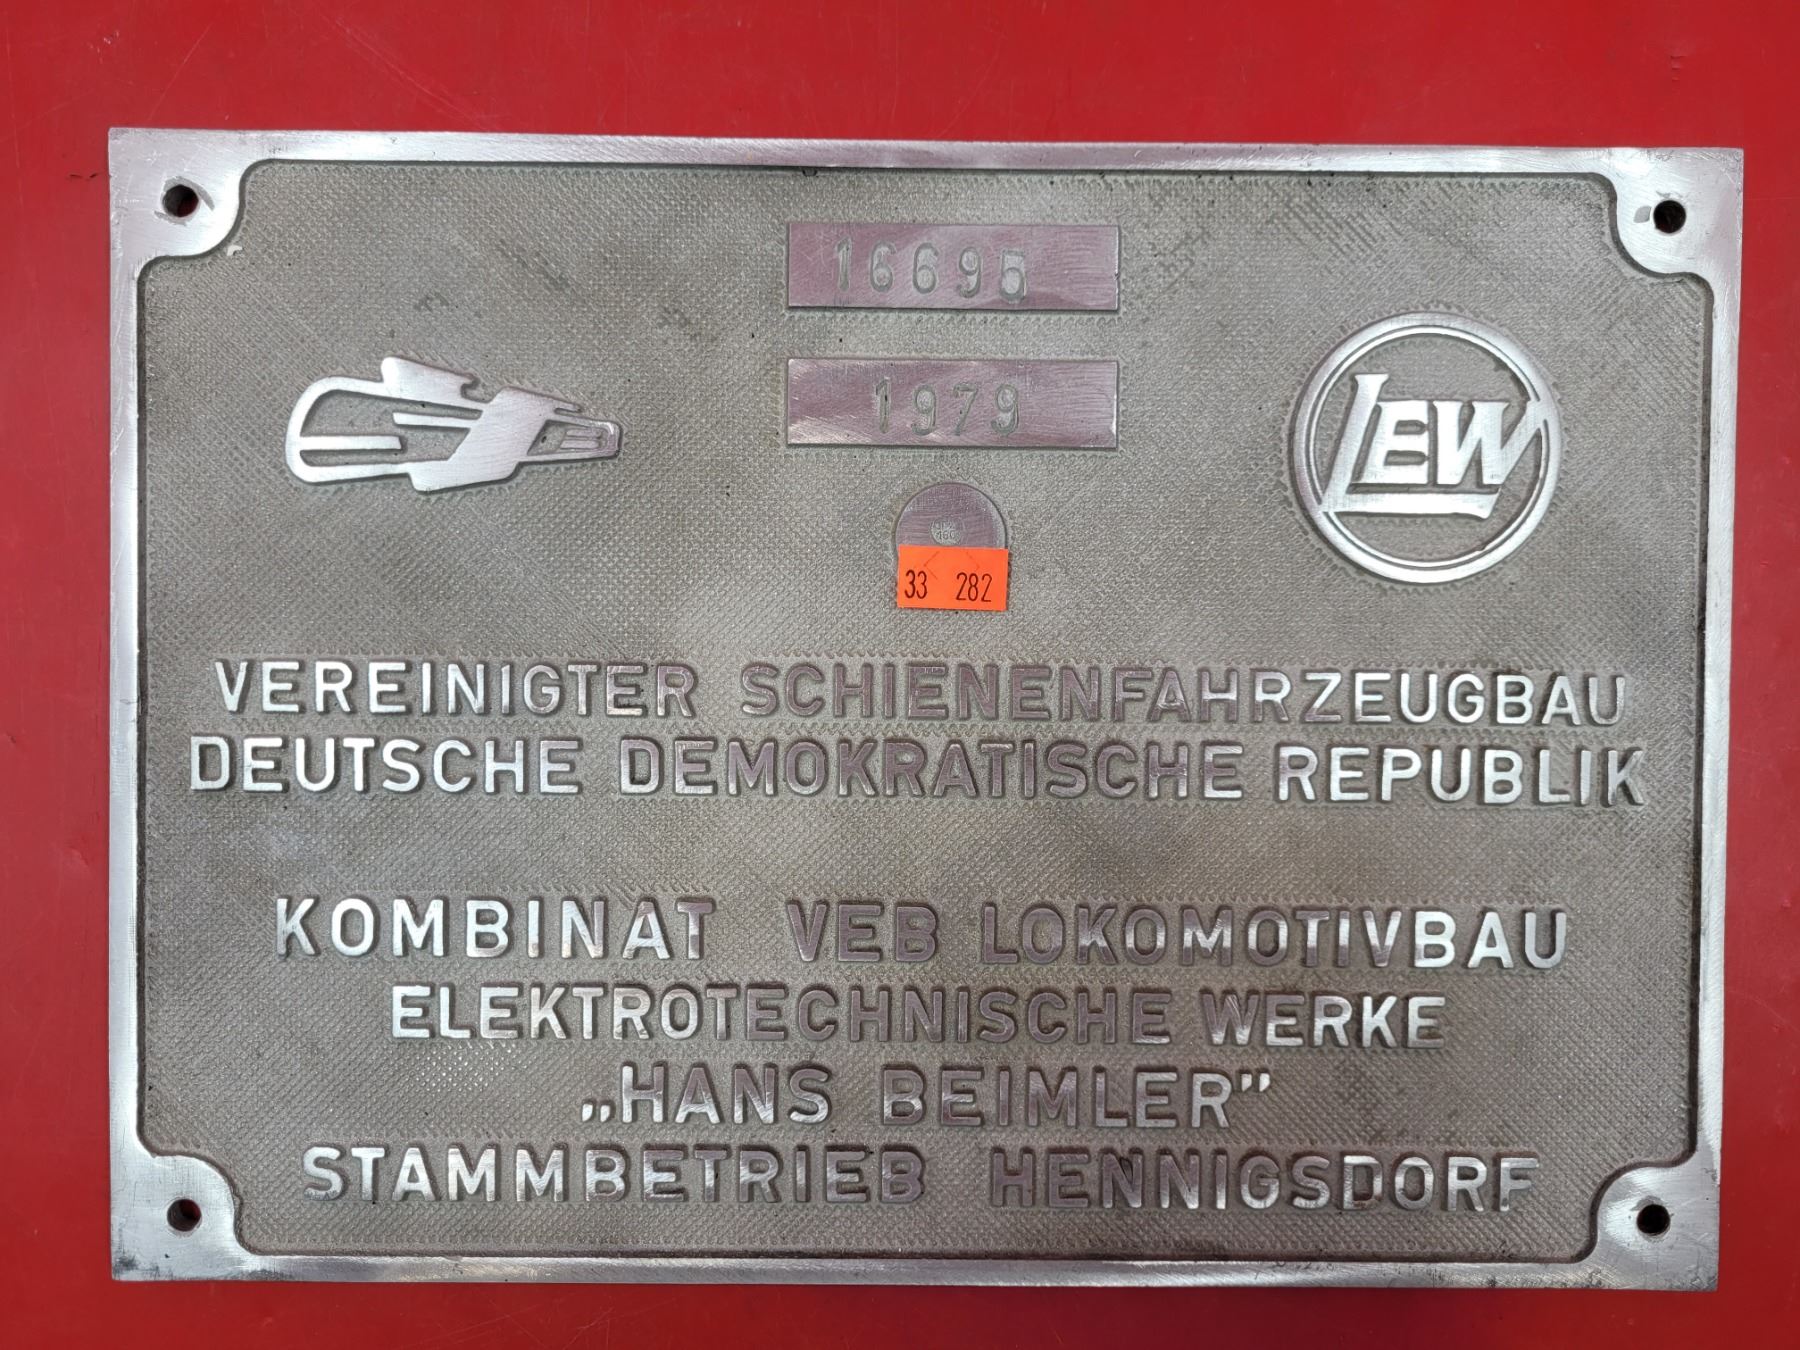 16695
1979
LEW
33 282
VEREINIGTER SCHIENENFAHRZEUGBAU
DEUTSCHE DEMOKRATISCHE REPUBLIK
KOMBINAT VEB LOKOMOTIVBAU
ELEKTROTECHNISCHE WERKE
„HANS BEIMLER”
STAMMBETRIEB HENNIGSDORF